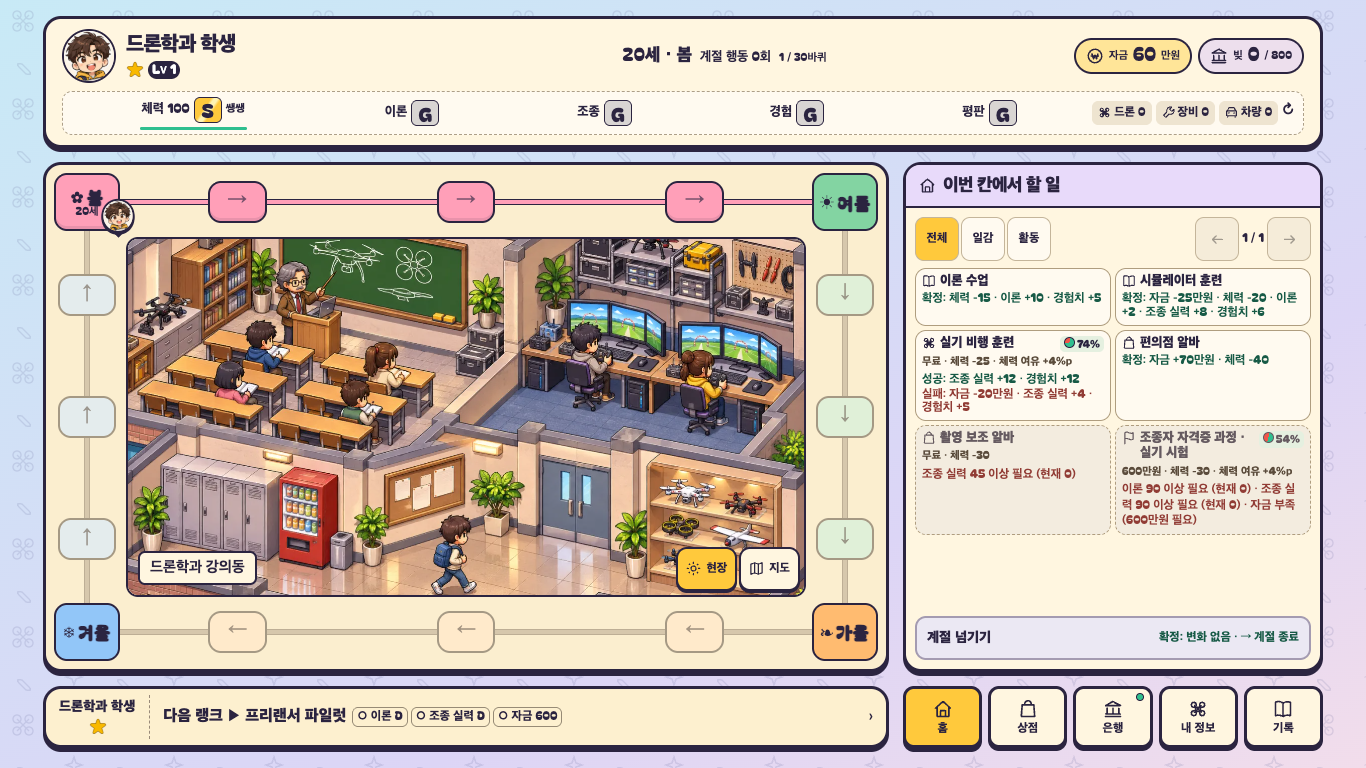 드론학과 학생
Lv 1
20세 · 봄 계절 행동 0회 1 / 30바퀴
자금 60 만원
빚 0 / 800
체력 100 S 쌩쌩
이론 G
조종 G
경험 G
평판 G
드론 0
장비 0
차량 0
봄
20세
여름
겨울
가을
드론학과 강의동
현장
지도
이번 칸에서 할 일
전체
일감
활동
← 1 / 1 →
이론 수업
확정: 체력 -15 · 이론 +10 · 경험치 +5
시뮬레이터 훈련
확정: 자금 -25만원 · 체력 -20 · 이론
+2 · 조종 실력 +8 · 경험치 +6
실기 비행 훈련 74%
무료 · 체력 -25 · 체력 여유 +4%p
성공: 조종 실력 +12 · 경험치 +12
실패: 자금 -20만원 · 조종 실력 +4 ·
경험치 +5
편의점 알바
확정: 자금 +70만원 · 체력 -40
촬영 보조 알바
무료 · 체력 -30
조종 실력 45 이상 필요 (현재 0)
조종자 자격증 과정 · 54%
실기 시험
600만원 · 체력 -30 · 체력 여유 +4%p
이론 90 이상 필요 (현재 0) · 조종 실
력 90 이상 필요 (현재 0) · 자금 부족
(600만원 필요)
계절 넘기기 확정: 변화 없음 · → 계절 종료
드론학과 학생
다음 랭크 ▶ 프리랜서 파일럿 이론 D 조종 실력 D 자금 600 ›
홈
상점
은행
내 정보
기록